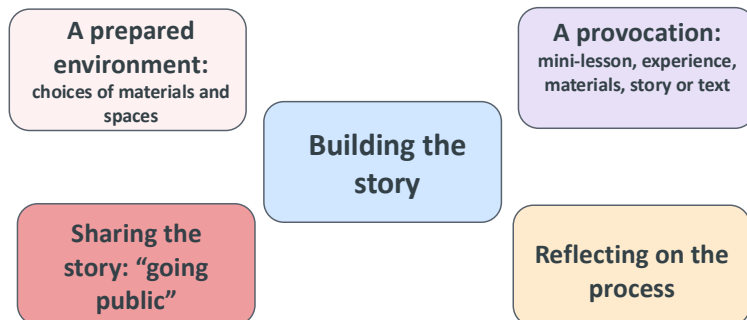 A prepared
environment:
choices of materials and
spaces
A provocation:
mini-lesson, experience,
materials, story or text
Building the
story
Sharing the
story: “going
public”
Reflecting on the
process